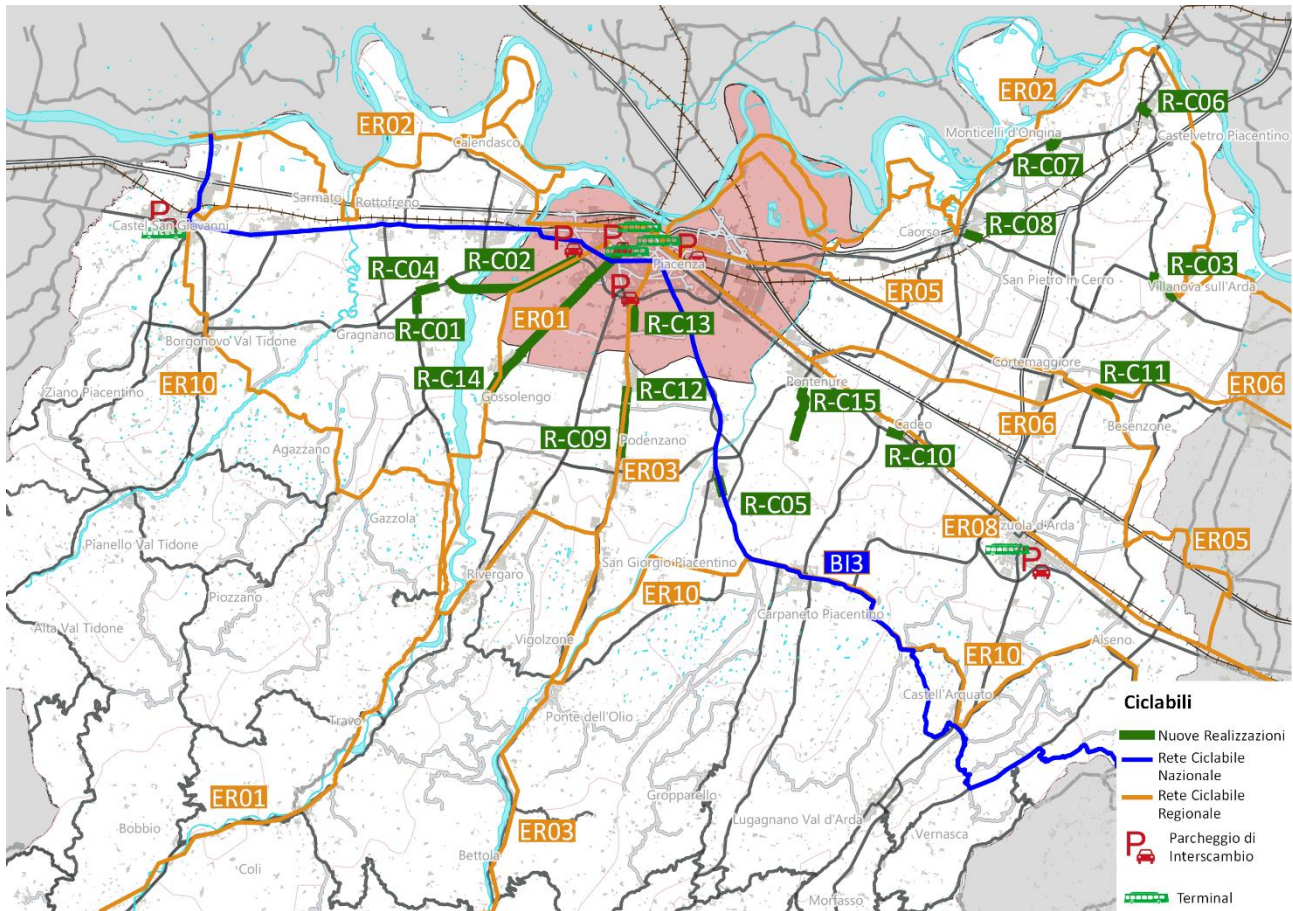 R-C06
ER02
Castelvetro Piacentino
Monticelli d'Ongina
ER02
Calendasco
R-C07
Sarmato
Rottofreno
P
Castel San Giovanni
R-C08
Caorso
P
P
P
Piacenza
R-C04
R-C02
R-C03
Villanova sull'Arda
San Pietro in Cerro
ER05
P
R-C01
ER01
R-C13
Gragnano
Borgonovo Val Tidone
Cortemaggiore
R-C11
ER06
ER10
R-C14
Gossolengo
Pontenure
R-C12
R-C15
Ziano Piacentino
ER06
Besenzone
Cadeo
R-C09
Podenzano
R-C10
Agazzano
ER03
R-C05
Gazzola
ER08
zuola d'Arda
ER05
P
Pianello Val Tidone
San Giorgio Piacentino
BI3
Rivergaro
ER10
Piozzano
Carpaneto Piacentino
Alta Val Tidone
Vigolzone
Alseno
ER10
Castell'Arquato
Travo
Ponte dell'Olio
ER01
Gropparello
Bobbio
ER03
Lugagnano Val d'Arda
Vernasca
Bettola
Coli
Morfasso
Ciclabili
Nuove Realizzazioni
Rete Ciclabile
Nazionale
Rete Ciclabile
Regionale
P
Parcheggio di
Interscambio
Terminal